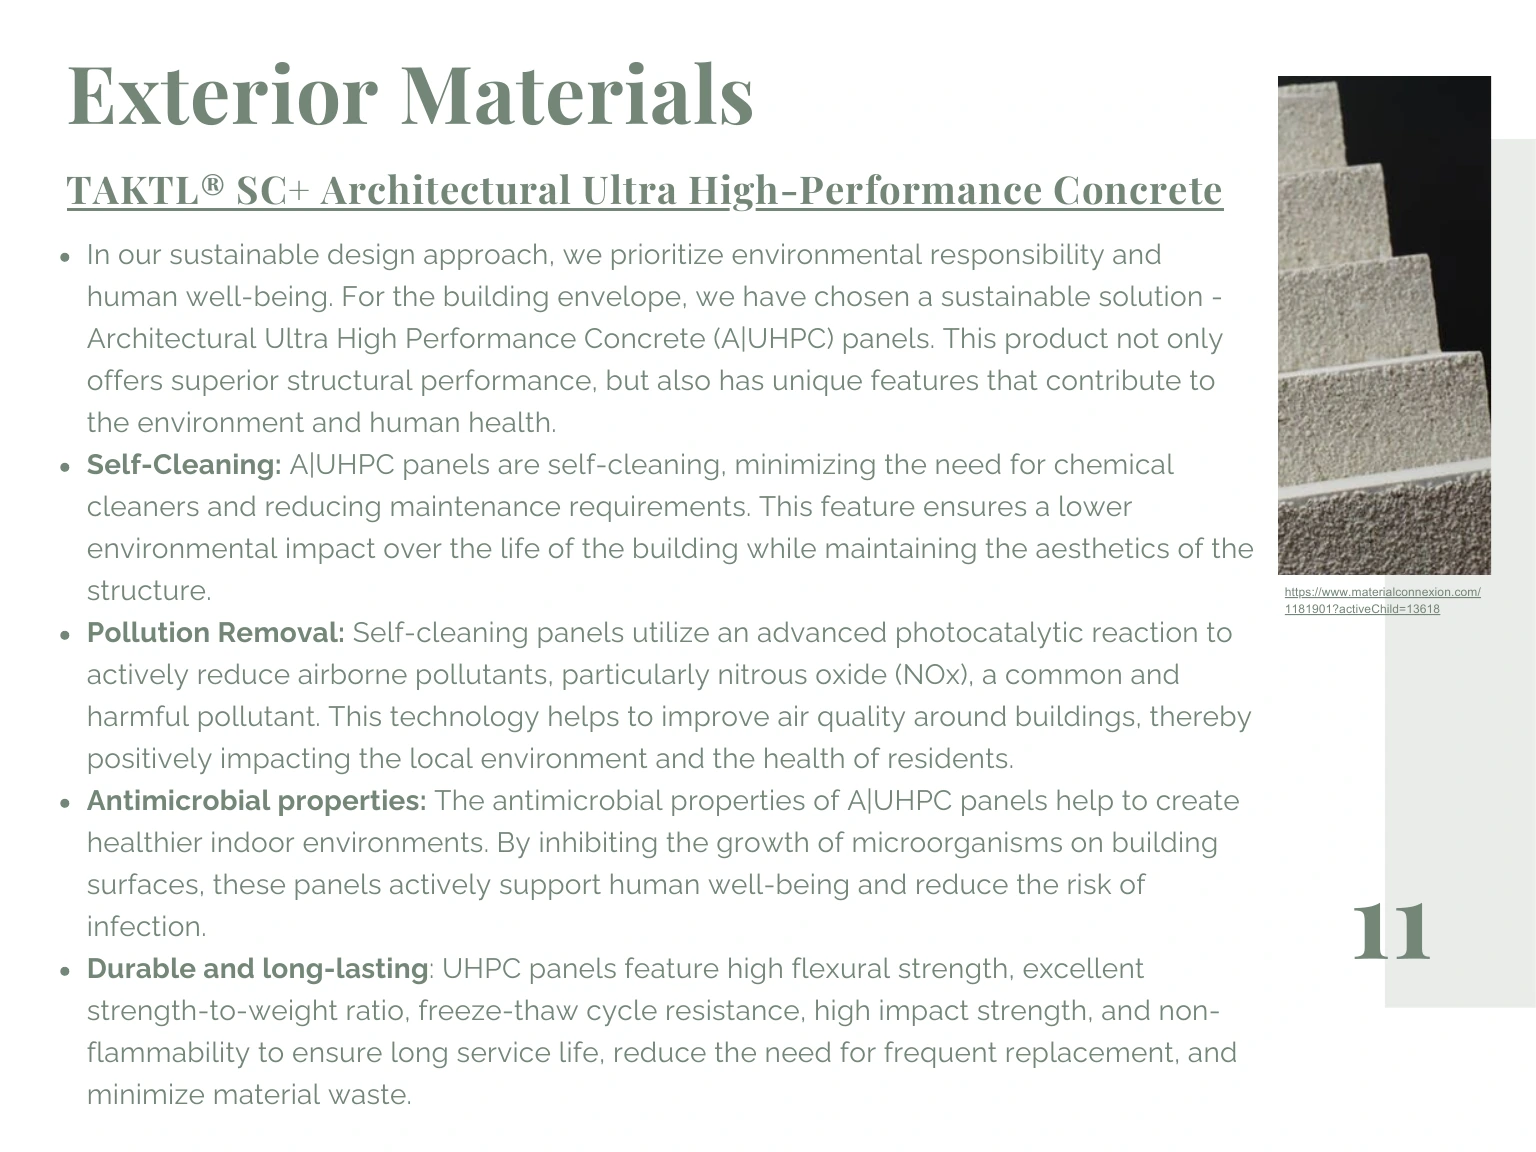 Exterior Materials
TAKTL® SC+ Architectural Ultra High-Performance Concrete
• In our sustainable design approach, we prioritize environmental responsibility and
human well-being. For the building envelope, we have chosen a sustainable solution -
Architectural Ultra High Performance Concrete (A|UHPC) panels. This product not only
offers superior structural performance, but also has unique features that contribute to
the environment and human health.
• Self-Cleaning: A|UHPC panels are self-cleaning, minimizing the need for chemical
cleaners and reducing maintenance requirements. This feature ensures a lower
environmental impact over the life of the building while maintaining the aesthetics of the
structure.
• Pollution Removal: Self-cleaning panels utilize an advanced photocatalytic reaction to
actively reduce airborne pollutants, particularly nitrous oxide (NOx), a common and
harmful pollutant. This technology helps to improve air quality around buildings, thereby
positively impacting the local environment and the health of residents.
• Antimicrobial properties: The antimicrobial properties of A|UHPC panels help to create
healthier indoor environments. By inhibiting the growth of microorganisms on building
surfaces, these panels actively support human well-being and reduce the risk of
infection.
• Durable and long-lasting: UHPC panels feature high flexural strength, excellent
strength-to-weight ratio, freeze-thaw cycle resistance, high impact strength, and non-
flammability to ensure long service life, reduce the need for frequent replacement, and
minimize material waste.
https://www.materialconnexion.com/
1181901?activeChild=13618
11